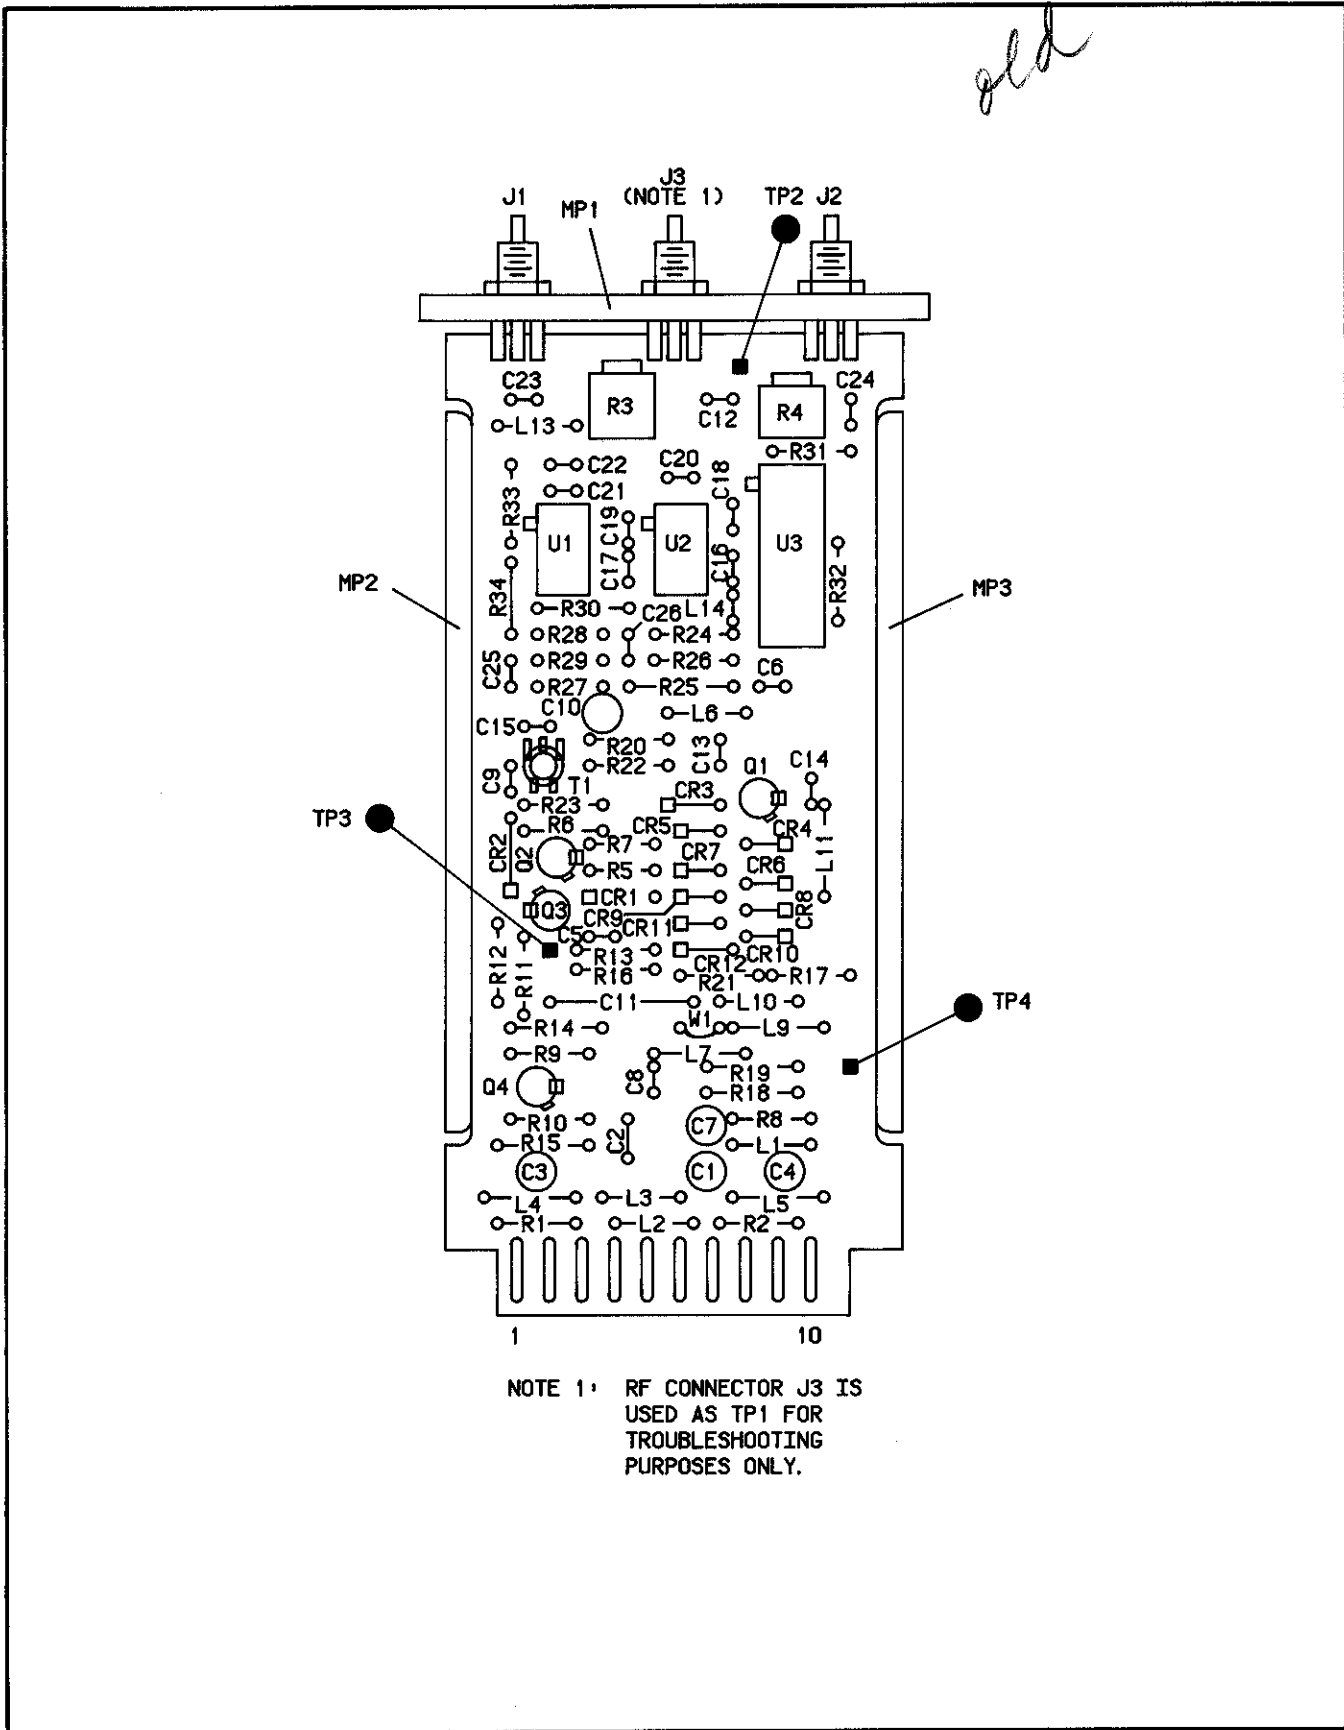 old
J1
J3
(NOTE 1)
TP2 J2
MP1
C23
R3
C12
R4
C24
L13
R31
C22
C20
C18
C21
R33
U1
C19
U2
U3
C17
C16
R32
MP2
R34
R30
C26
L14
MP3
R28
R24
C25
R29
R26
C6
R27
R25
C10
L6
C15
R20
C13
R22
Q1
C14
C9
T1
CR3
R23
TP3
R6
CR5
CR4
CR2
Q2
R7
CR7
L11
R5
CR6
CR1
CR8
Q3
CR9
C5
CR11
R12
R11
R13
CR10
R16
CR12
R21
R17
C11
L10
TP4
R14
W1
L9
R9
L7
Q4
C8
R19
R18
R10
C2
C7
R8
R15
L1
C3
C1
C4
L4
L3
L5
R1
L2
R2
1
10
NOTE 1: RF CONNECTOR J3 IS
USED AS TP1 FOR
TROUBLESHOOTING
PURPOSES ONLY.